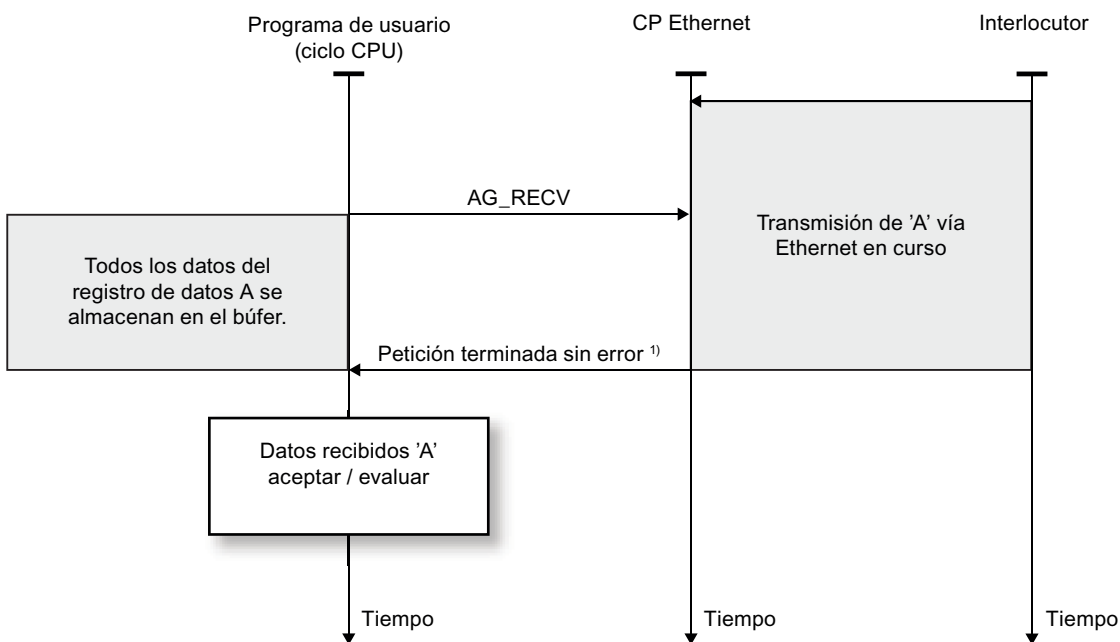 Programa de usuario
(ciclo CPU)
CP Ethernet
Interlocutor
AG_RECV
Transmisión de ’A’ vía
Ethernet en curso
Todos los datos del
registro de datos A se
almacenan en el búfer.
Petición terminada sin error ¹⁾
Datos recibidos ’A’
aceptar / evaluar
Tiempo
Tiempo
Tiempo